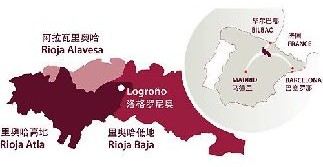 阿拉瓦里奥哈
Rioja Alavesa
Logroño
洛格罗尼奥
里奥哈高地
Rioja Atla
里奥哈低地
Rioja Baja
毕尔巴鄂
BILBAO
法国
FRANCE
MADRID
马德里
BARCELONA
巴塞罗那